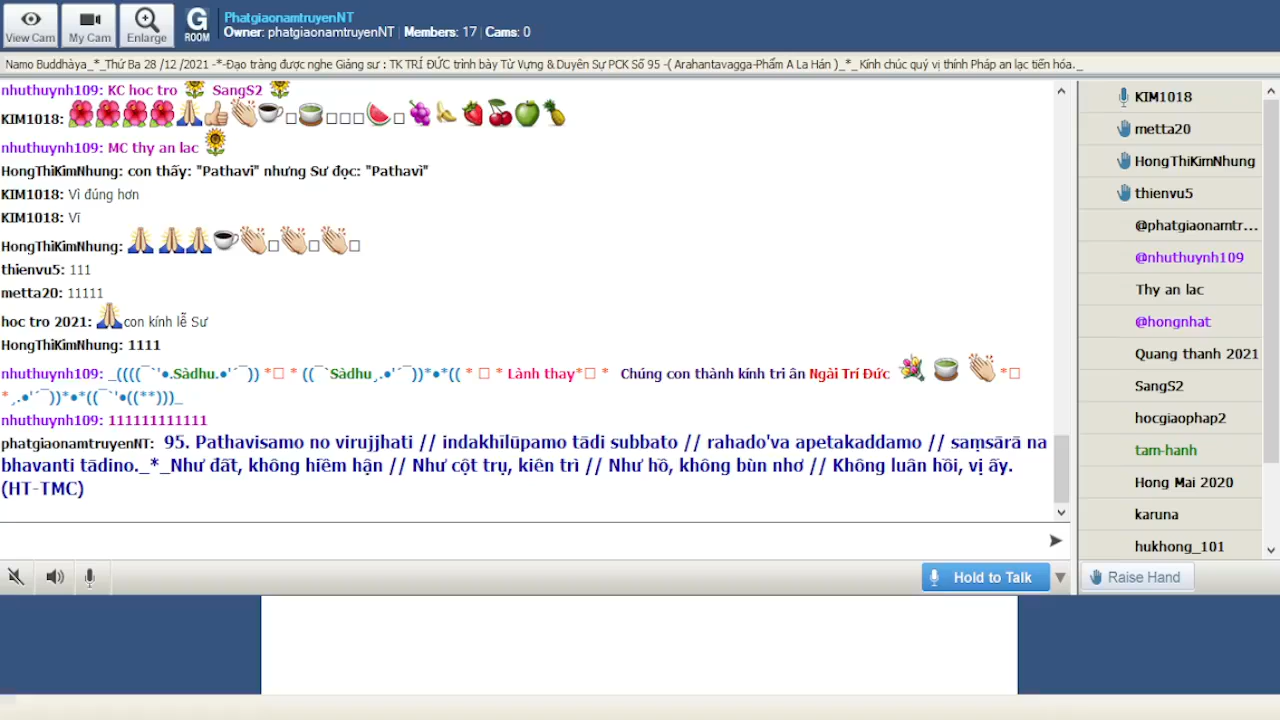 View Cam
My Cam
Enlarge
G
ROOM
PhatgiaonamtruyenNT
Owner: phatgiaonamtruyenNT | Members: 17 | Cams: 0
Namo Buddhàya_*_Thứ Ba 28 /12 /2021 -*-Đạo tràng được nghe Giảng sư : TK TRÍ ĐỨC trình bày Từ Vựng & Duyên Sự PCK Số 95 -( Arahantavagga-Phẩm A La Hán )_*_ Kính chúc quý vị thính Pháp an lạc tiến hóa._
nhuthuynh109: KC hoc tro SangS2
KIM1018:
nhuthuynh109: MC thy an lac
HongThiKimNhung: con thấy: "Pathavi" nhưng Sư đọc: "Pathavì"
KIM1018: Vì đúng hơn
KIM1018: Vĩ
HongThiKimNhung:
thienvu5: 111
metta20: 11111
hoc tro 2021: con kính lễ Sư
HongThiKimNhung: 1111
nhuthuynh109: _((((¯`'•.Sàdhu.•'´¯)) *□ * ((¯`Sàdhu¸.•'´¯))*•*(( * □ * Lành thay*□ * Chúng con thành kính tri ân Ngài Trí Đức *□
*¸.•'´¯))*•*((¯`'•((**)))_
nhuthuynh109: 111111111111
phatgiaonamtruyenNT: 95. Pathavisamo no virujjhati // indakhīlūpamo tādi subbato // rahado'va apetakaddamo // saṃsārā na
bhavanti tādino._*_Như đất, không hiềm hận // Như cột trụ, kiên trì // Như hồ, không bùn nhơ // Không luân hồi, vị ấy.
(HT-TMC)
KIM1018
metta20
HongThiKimNhung
thienvu5
@phatgiaonamtr...
@nhuthuynh109
Thy an lac
@hongnhat
Quang thanh 2021
SangS2
hocgiaophap2
tam-hanh
Hong Mai 2020
karuna
hukhong_101
Hold to Talk
Raise Hand